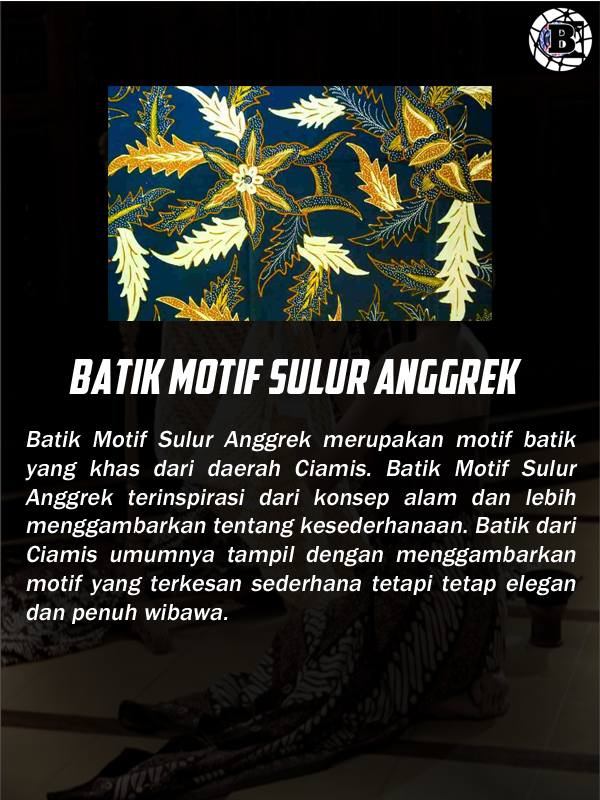 B
BATIK MOTIF SULUR ANGGREK
Batik Motif Sulur Anggrek merupakan motif batik
yang khas dari daerah Ciamis. Batik Motif Sulur
Anggrek terinspirasi dari konsep alam dan lebih
menggambarkan tentang kesederhanaan. Batik dari
Ciamis umumnya tampil dengan menggambarkan
motif yang terkesan sederhana tetapi tetap elegan
dan penuh wibawa.